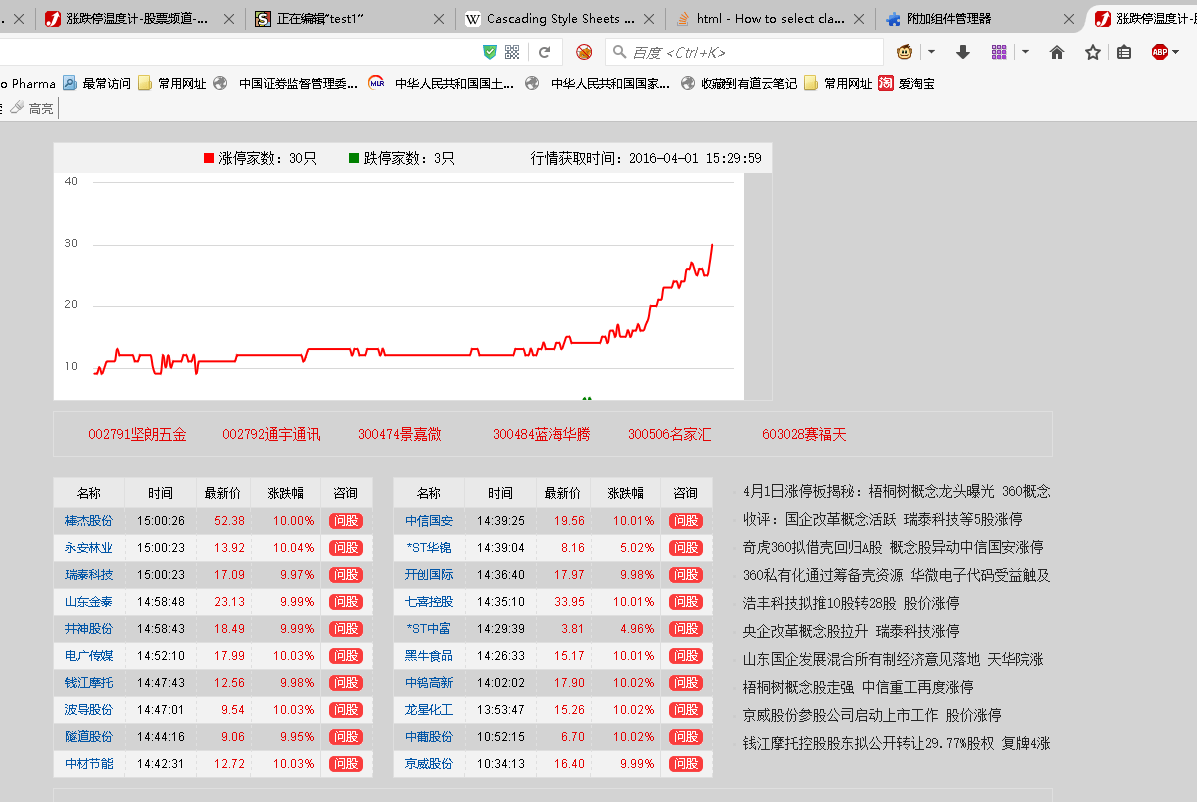 涨跌停温度计-股票频道-... 正在编辑“test1” Cascading Style Sheets ... html - How to select cla... 附加组件管理器 涨跌停温度计-
百度 <Ctrl+K> ABP
o Pharma 最常访问 常用网址 中国证券监督管理委... MLR 中华人民共和国国土... 中华人民共和国国家... 收藏到有道云笔记 常用网址 淘 爱淘宝
高亮
涨停家数：30只 跌停家数：3只 行情获取时间：2016-04-01 15:29:59
40
30
20
10
002791坚朗五金 002792通宇通讯 300474景嘉微 300484蓝海华腾 300506名家汇 603028赛福天
名称 时间 最新价 涨跌幅 咨询 名称 时间 最新价 涨跌幅 咨询
棒杰股份 15:00:26 52.38 10.00% 问股 中信国安 14:39:25 19.56 10.01% 问股
永安林业 15:00:23 13.92 10.04% 问股 *ST华锦 14:39:04 8.16 5.02% 问股
瑞泰科技 15:00:23 17.09 9.97% 问股 开创国际 14:36:40 17.97 9.98% 问股
山东金泰 14:58:48 23.13 9.99% 问股 七喜控股 14:35:10 33.95 10.01% 问股
井神股份 14:58:43 18.49 9.99% 问股 *ST中富 14:29:39 3.81 4.96% 问股
电广传媒 14:52:10 17.99 10.03% 问股 黑牛食品 14:26:33 15.17 10.01% 问股
钱江摩托 14:47:43 12.56 9.98% 问股 中钨高新 14:02:02 17.90 10.02% 问股
波导股份 14:47:01 9.54 10.03% 问股 龙星化工 13:53:47 15.26 10.02% 问股
隧道股份 14:44:16 9.06 9.95% 问股 中葡股份 10:52:15 6.70 10.02% 问股
中材节能 14:42:31 12.72 10.03% 问股 京威股份 10:34:13 16.40 9.99% 问股
4月1日涨停板揭秘：梧桐树概念龙头曝光 360概念
收评：国企改革概念活跃 瑞泰科技等5股涨停
奇虎360拟借壳回归A股 概念股异动中信国安涨停
360私有化通过筹备壳资源 华微电子代码受益触及
浩丰科技拟推10股转28股 股价涨停
央企改革概念股拉升 瑞泰科技涨停
山东国企发展混合所有制经济意见落地 天华院涨
梧桐树概念股走强 中信重工再度涨停
京威股份参股公司启动上市工作 股价涨停
钱江摩托控股股东拟公开转让29.77%股权 复牌4涨